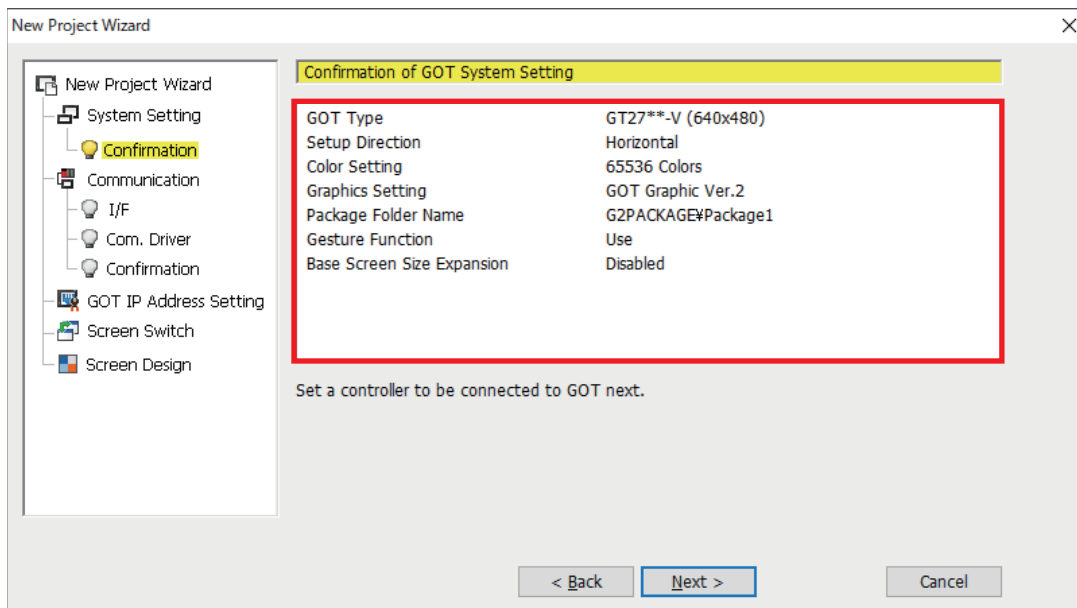 New Project Wizard
New Project Wizard
System Setting
Confirmation
Communication
I/F
Com. Driver
Confirmation
GOT IP Address Setting
Screen Switch
Screen Design
Confirmation of GOT System Setting
GOT Type GT27**-V (640x480)
Setup Direction Horizontal
Color Setting 65536 Colors
Graphics Setting GOT Graphic Ver.2
Package Folder Name G2PACKAGE¥Package1
Gesture Function Use
Base Screen Size Expansion Disabled
Set a controller to be connected to GOT next.
< Back Next > Cancel